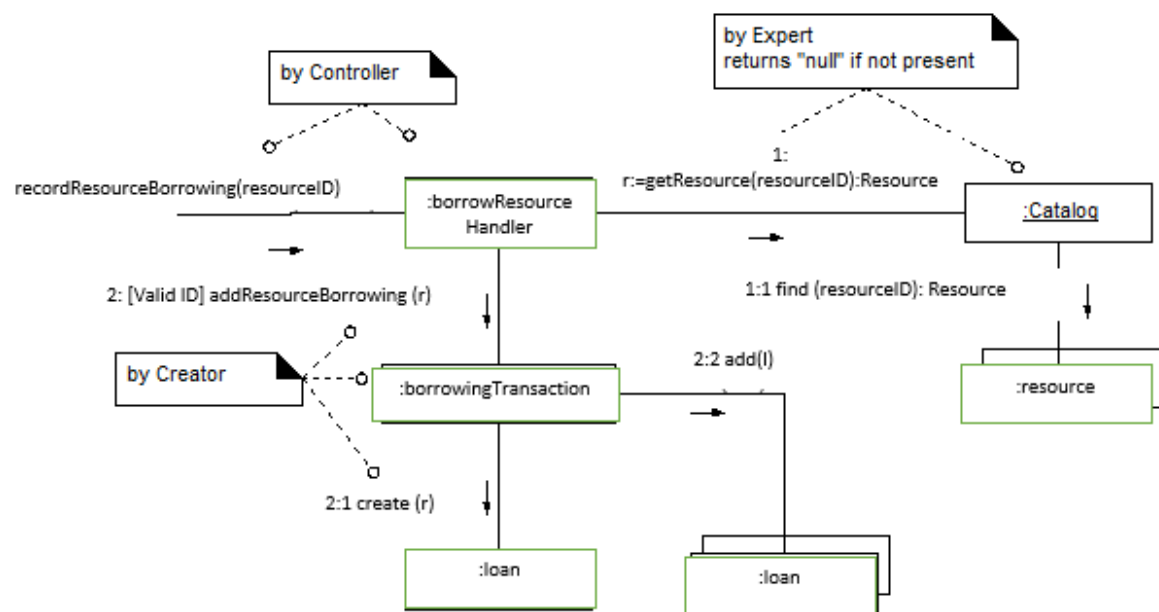 by Expert
returns "null" if not present
by Controller
1:
r:=getResource(resourceID):Resource
recordResourceBorrowing(resourceID)
:borrowResource
Handler
:Catalog
2: [Valid ID] addResourceBorrowing (r)
1:1 find (resourceID): Resource
by Creator
2:2 add(l)
:borrowingTransaction
:resource
2:1 create (r)
:loan
:loan